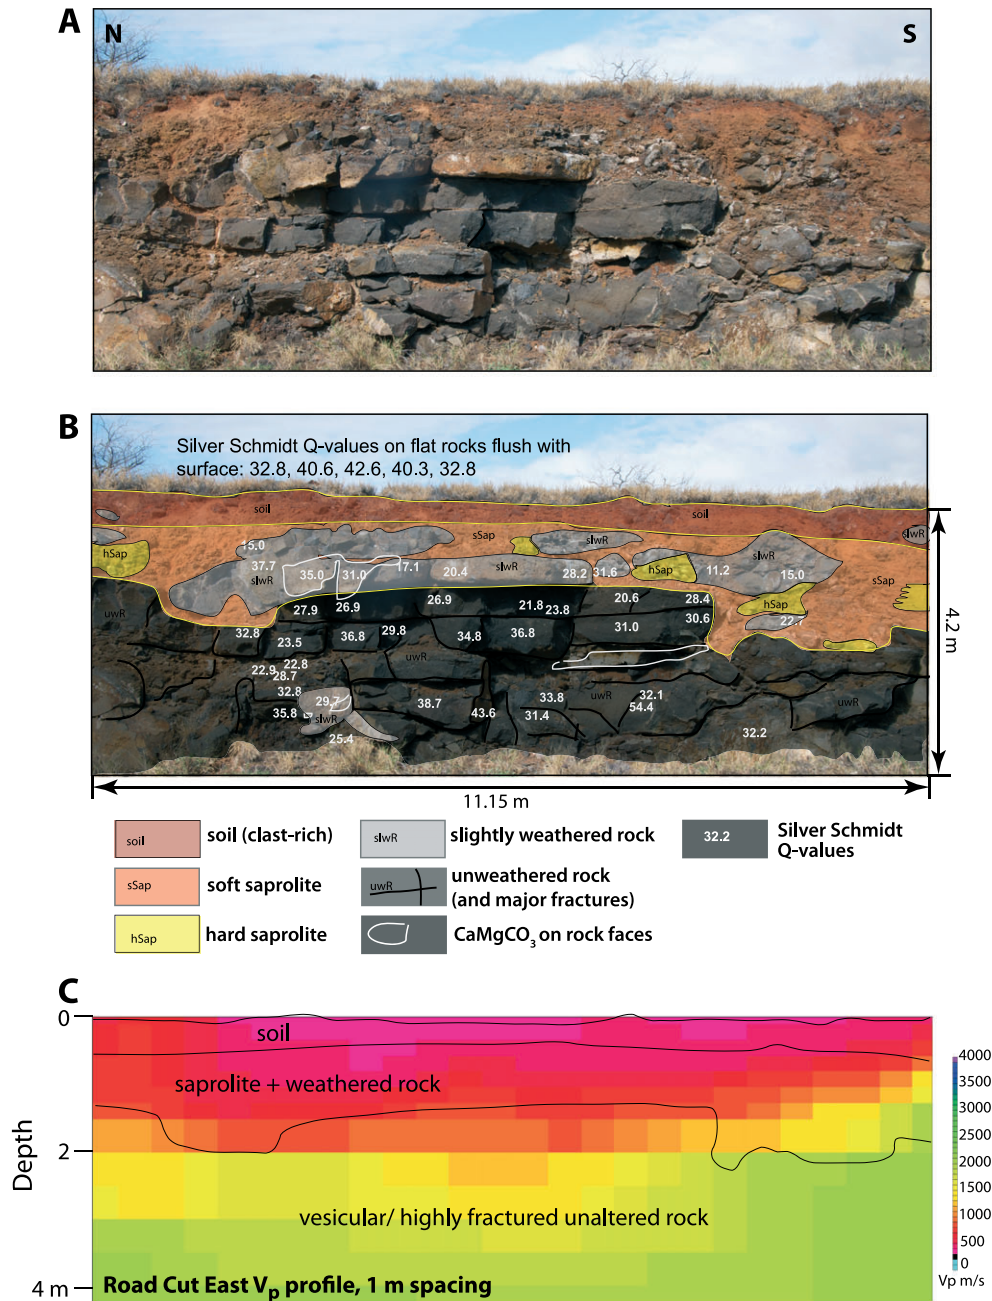 A
N
S
B
Silver Schmidt Q-values on flat rocks flush with
surface: 32.8, 40.6, 42.6, 40.3, 32.8
soil
soil
sSap
slwR
slwR
15.0
hSap
slwR
37.7
17.1
slwR
35.0
31.0
20.4
28.2
31.6
hSap
11.2
15.0
slwR
sSap
27.9
26.9
26.9
21.8
23.8
20.6
28.4
hSap
uwR
32.8
23.5
36.8
29.8
34.8
36.8
31.0
30.6
22.7
22.9
22.8
28.7
uwR
32.8
29.7
38.7
33.8
uwR
32.1
54.4
uwR
35.8
slwR
43.6
31.4
25.4
32.2
4.2 m
11.15 m
soil
soil (clast-rich)
slwR
slightly weathered rock
32.2
Silver Schmidt
Q-values
sSap
soft saprolite
uwR
unweathered rock
(and major fractures)
hSap
hard saprolite
CaMgCO₃ on rock faces
C
0
soil
saprolite + weathered rock
2
Depth
vesicular/ highly fractured unaltered rock
4 m
Road Cut East Vₚ profile, 1 m spacing
4000
3500
3000
2500
2000
1500
1000
500
0
Vp m/s